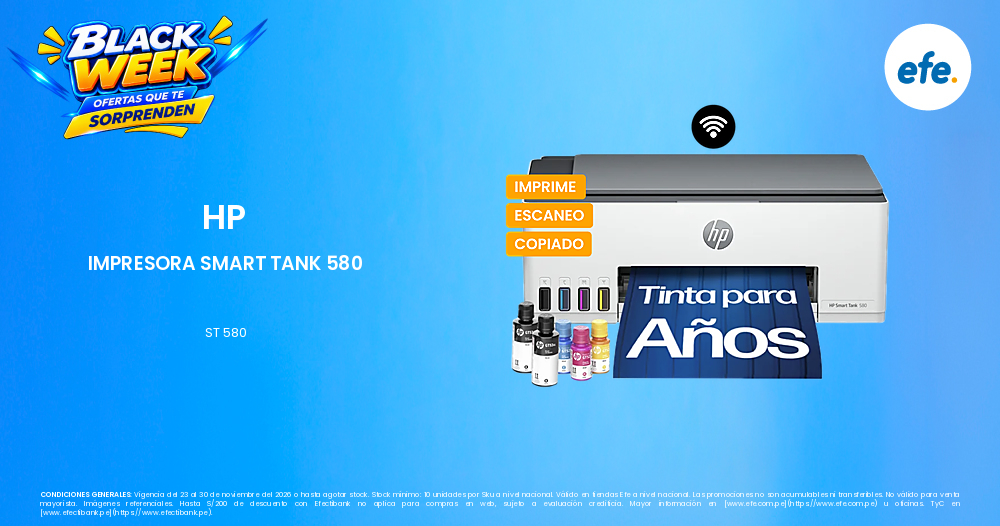 BLACK
WEEK
OFERTAS QUE TE
SORPRENDEN
efe.
HP
IMPRESORA SMART TANK 580
ST 580
IMPRIME
ESCANEO
COPIADO
hp
HP Smart Tank 580
Tinta para
Años
CONDICIONES GENERALES: Vigencia del 23 al 30 de noviembre del 2026 o hasta agotar stock. Stock mínimo: 10 unidades por Sku a nivel nacional. Válido en tiendas Efe a nivel nacional. Las promociones no son acumulables ni transferibles. No válido para venta
mayorista. Imágenes referenciales. Hasta S/200 de descuento con Efectibank no aplica para compras en web, sujeto a evaluación crediticia. Mayor información en [www.efe.com.pe](https://www.efe.com.pe) u oficinas. TyC en
[www.efectibank.pe](https://www.efectibank.pe).